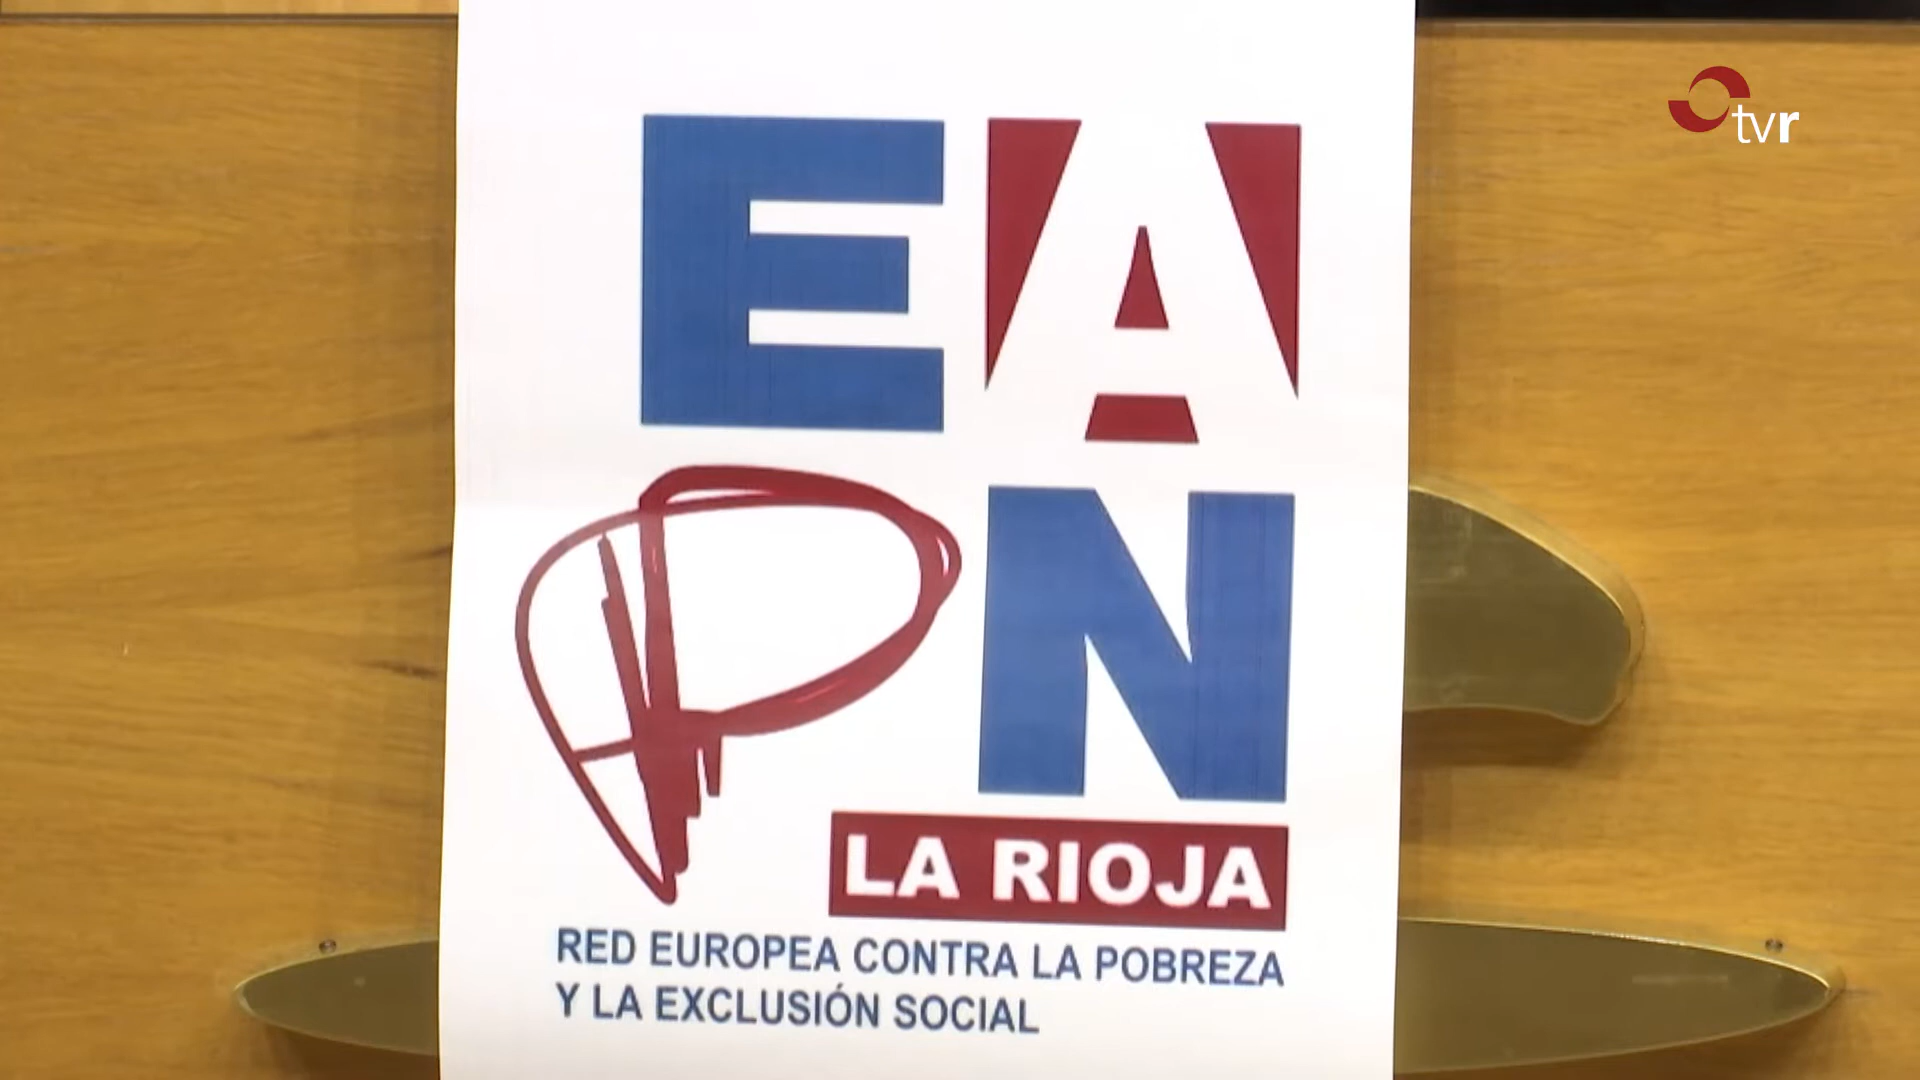 tvr
EA
PN
LA RIOJA
RED EUROPEA CONTRA LA POBREZA
Y LA EXCLUSIÓN SOCIAL